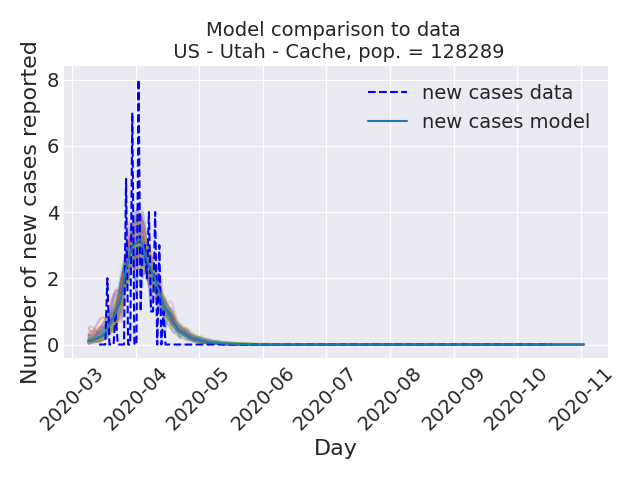 Model comparison to data
US - Utah - Cache, pop. = 128289
Number of new cases reported
8
6
4
2
0
new cases data
new cases model
2020-03
2020-04
2020-05
2020-06
2020-07
2020-08
2020-09
2020-10
2020-11
Day